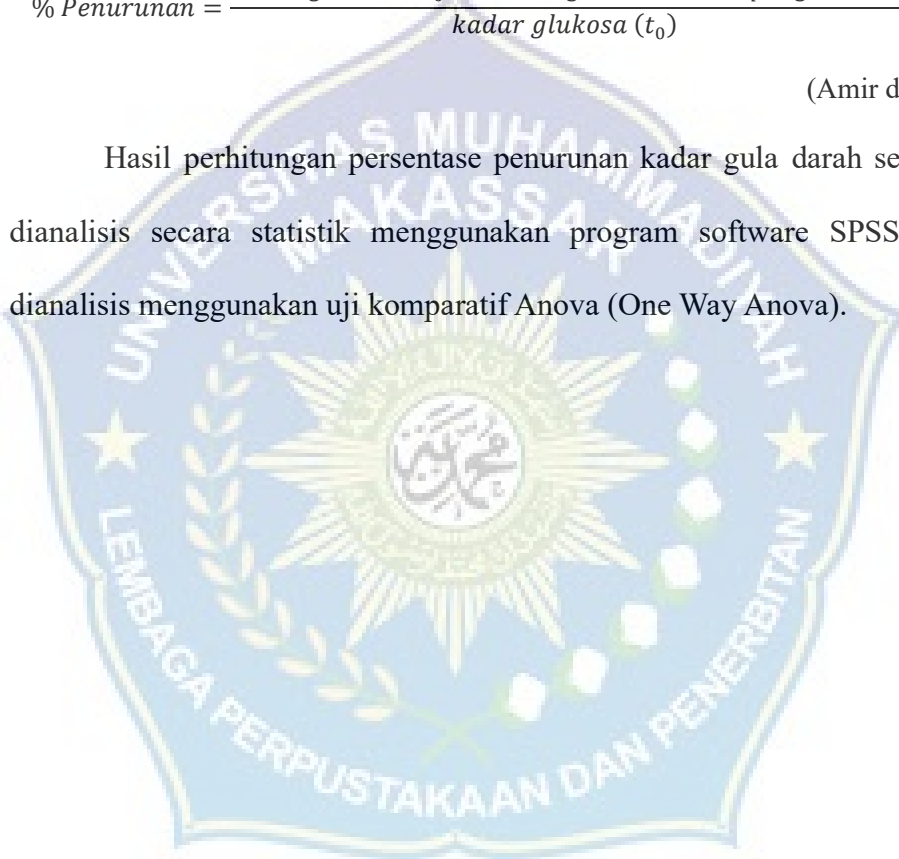 % Penurunan =
kadar glukosa (t₀)
(Amir d
Hasil perhitungan persentase penurunan kadar gula darah se
dianalisis secara statistik menggunakan program software SPSS
dianalisis menggunakan uji komparatif Anova (One Way Anova).
UNIVERSITAS MUHAMMADIYAH
MAKASSAR
LEMBAGA PERPUSTAKAAN DAN PENERBITAN